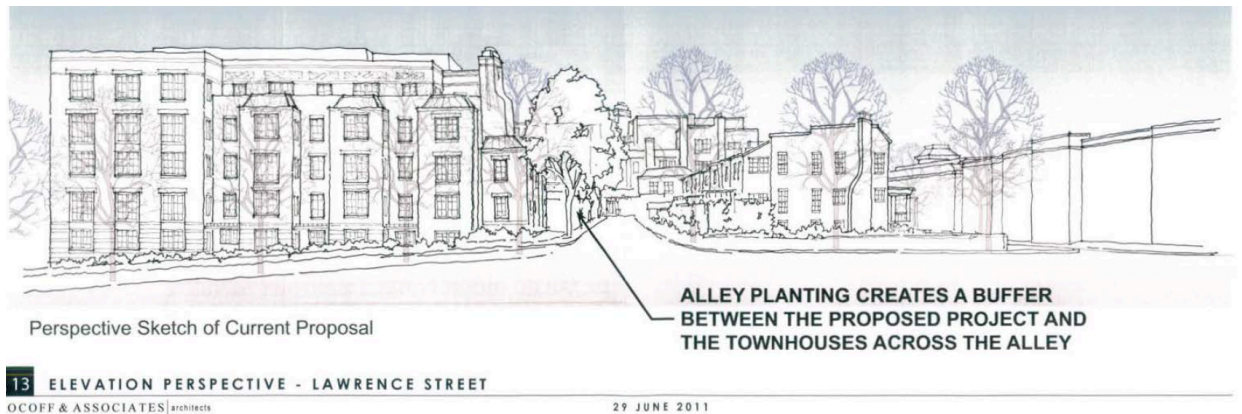 ALLEY PLANTING CREATES A BUFEER
BETWEEN THE PROPOSED PROJECT AND
THE TOWNHOUSES ACROSS THE ALLEY
Perspective Sketch of Current Proposal
13 ELEVATION PERSPECTIVE - LAWRENCE STREET
OCOFF & ASSOCIATES architects
29 JUNE 2011